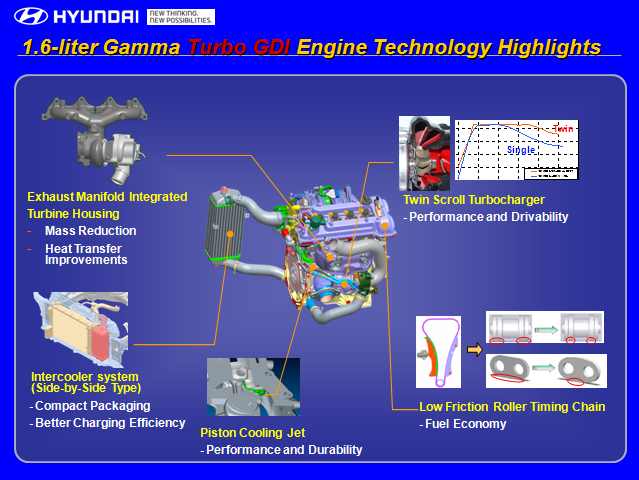 HYUNDAI
NEW THINKING.
NEW POSSIBILITIES.
1.6-liter Gamma Turbo GDI Engine Technology Highlights
Exhaust Manifold Integrated
Turbine Housing
- Mass Reduction
- Heat Transfer
Improvements
Twin
Single
Twin Scroll Turbocharger
- Performance and Drivability
Intercooler system
(Side-by-Side Type)
- Compact Packaging
- Better Charging Efficiency
Piston Cooling Jet
- Performance and Durability
Low Friction Roller Timing Chain
- Fuel Economy